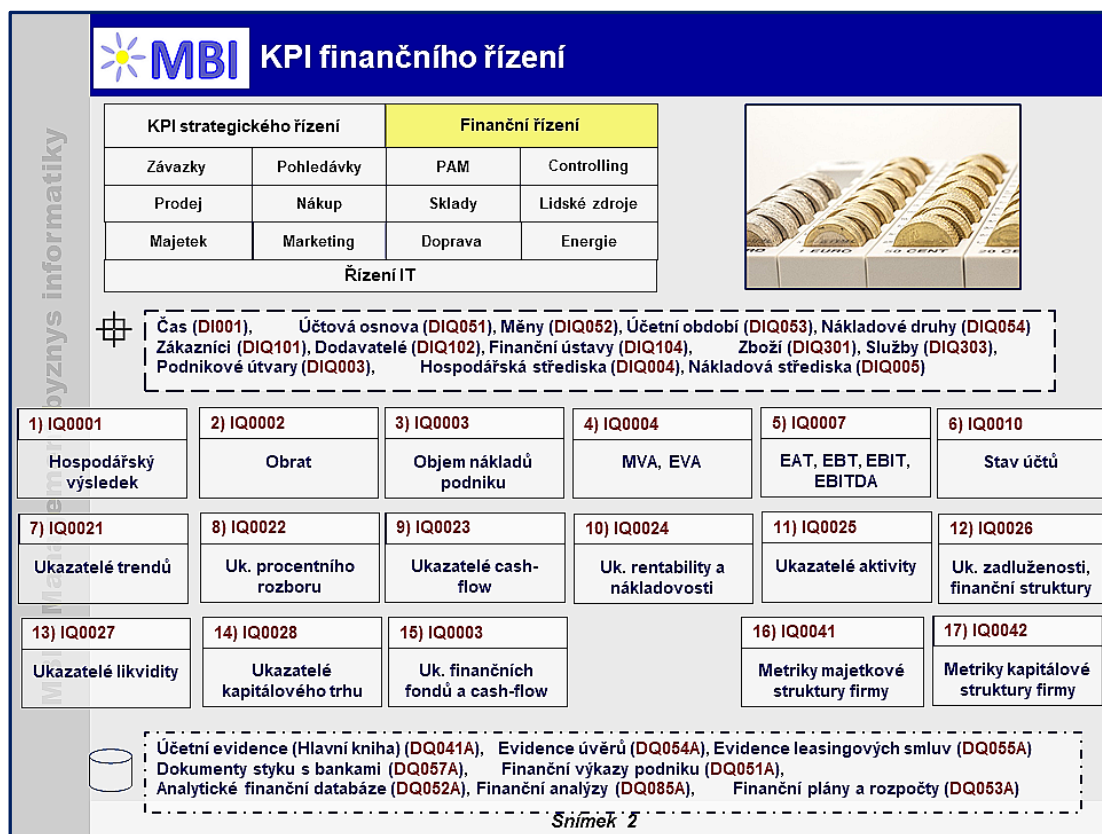 MBI KPI finančního řízení
KPI strategického řízení Finanční řízení
Závazky Pohledávky PAM Controlling
Prodej Nákup Sklady Lidské zdroje
Majetek Marketing Doprava Energie
Řízení IT
1 EURO 50 CENT 20 CE
Čas (DI001), Účtová osnova (DIQ051), Měny (DIQ052), Účetní období (DIQ053), Nákladové druhy (DIQ054)
Zákazníci (DIQ101), Dodavatelé (DIQ102), Finanční ústavy (DIQ104), Zboží (DIQ301), Služby (DIQ303),
Podnikové útvary (DIQ003), Hospodářská střediska (DIQ004), Nákladová střediska (DIQ005)
1) IQ0001
Hospodářský
výsledek
2) IQ0002
Obrat
3) IQ0003
Objem nákladů
podniku
4) IQ0004
MVA, EVA
5) IQ0007
EAT, EBT, EBIT,
EBITDA
6) IQ0010
Stav účtů
7) IQ0021
Ukazatelé trendů
8) IQ0022
Uk. procentního
rozboru
9) IQ0023
Ukazatelé cash-
flow
10) IQ0024
Uk. rentability a
nákladovosti
11) IQ0025
Ukazatelé aktivity
12) IQ0026
Uk. zadluženosti,
finanční struktury
13) IQ0027
Ukazatelé likvidity
14) IQ0028
Ukazatelé
kapitálového trhu
15) IQ0003
Uk. finančních
fondů a cash-flow
16) IQ0041
Metriky majetkové
struktury firmy
17) IQ0042
Metriky kapitálové
struktury firmy
Účetní evidence (Hlavní kniha) (DQ041A), Evidence úvěrů (DQ054A), Evidence leasingových smluv (DQ055A)
Dokumenty styku s bankami (DQ057A), Finanční výkazy podniku (DQ051A),
Analytické finanční databáze (DQ052A), Finanční analýzy (DQ085A), Finanční plány a rozpočty (DQ053A)
Snímek 2